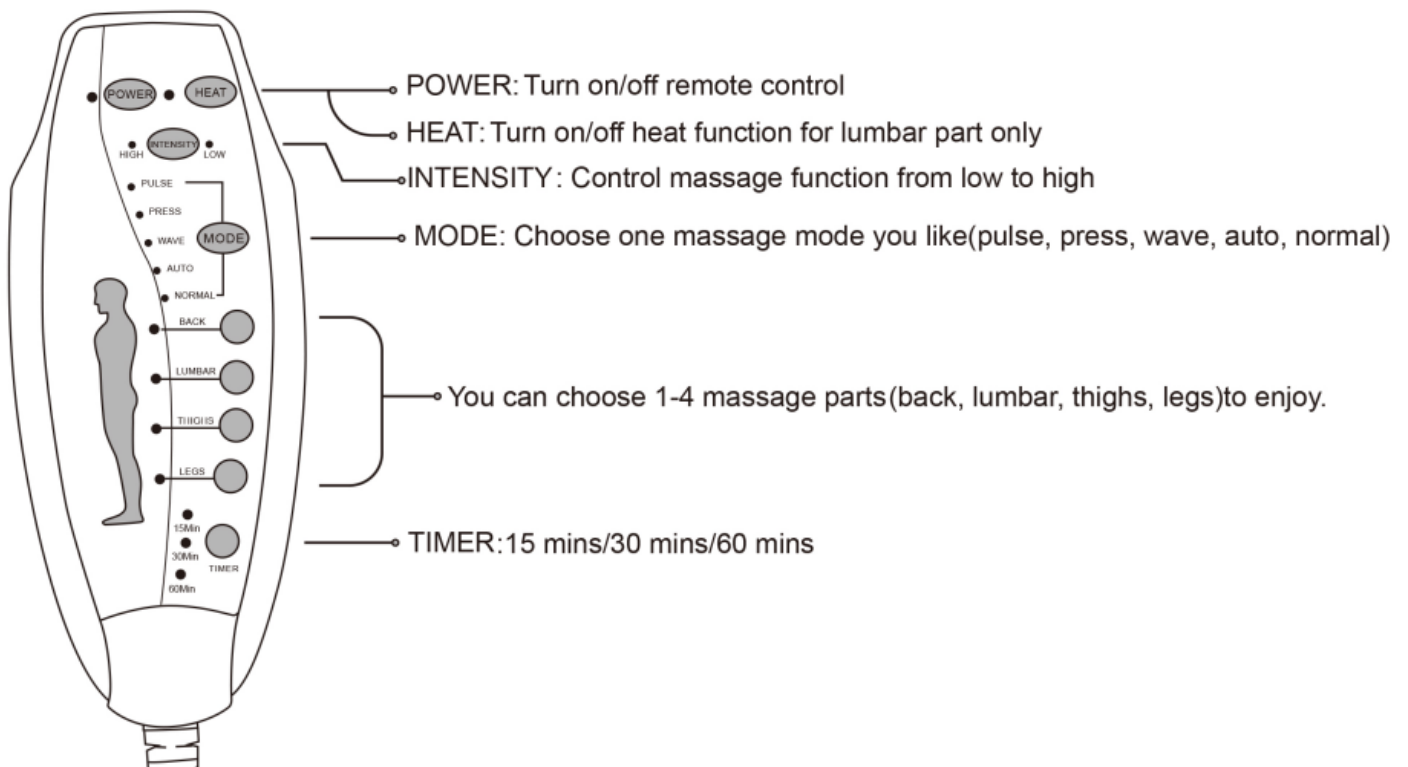 POWER HEAT
POWER: Turn on/off remote control
HEAT: Turn on/off heat function for lumbar part only
HIGH INTENSITY LOW
INTENSITY: Control massage function from low to high
PULSE
PRESS
WAVE MODE
MODE: Choose one massage mode you like(pulse, press, wave, auto, normal)
AUTO
NORMAL
BACK
LUMBAR
THIGHS
You can choose 1-4 massage parts(back, lumbar, thighs, legs)to enjoy.
LEGS
15Min
30Min
TIMER
60Min
TIMER:15 mins/30 mins/60 mins